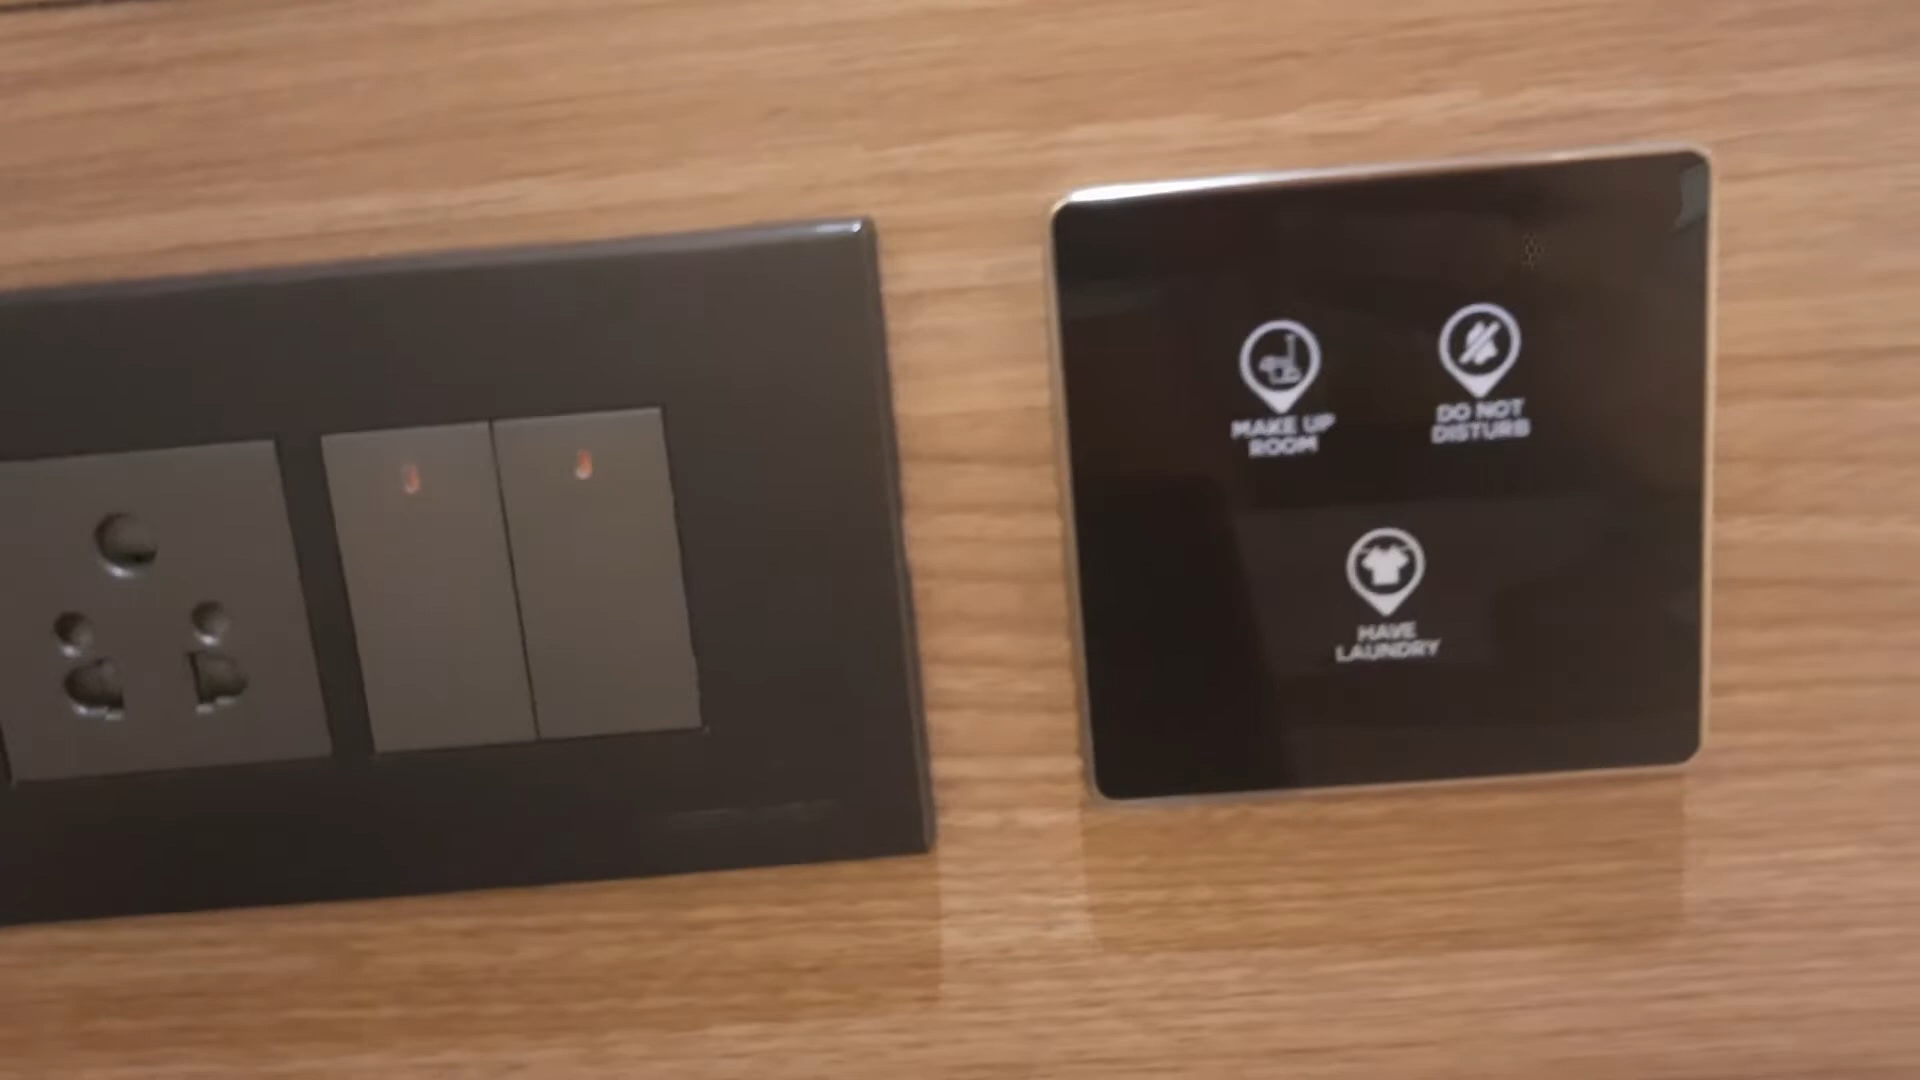 MAKE UP
ROOM
DO NOT
DISTURB
HAVE
LAUNDRY